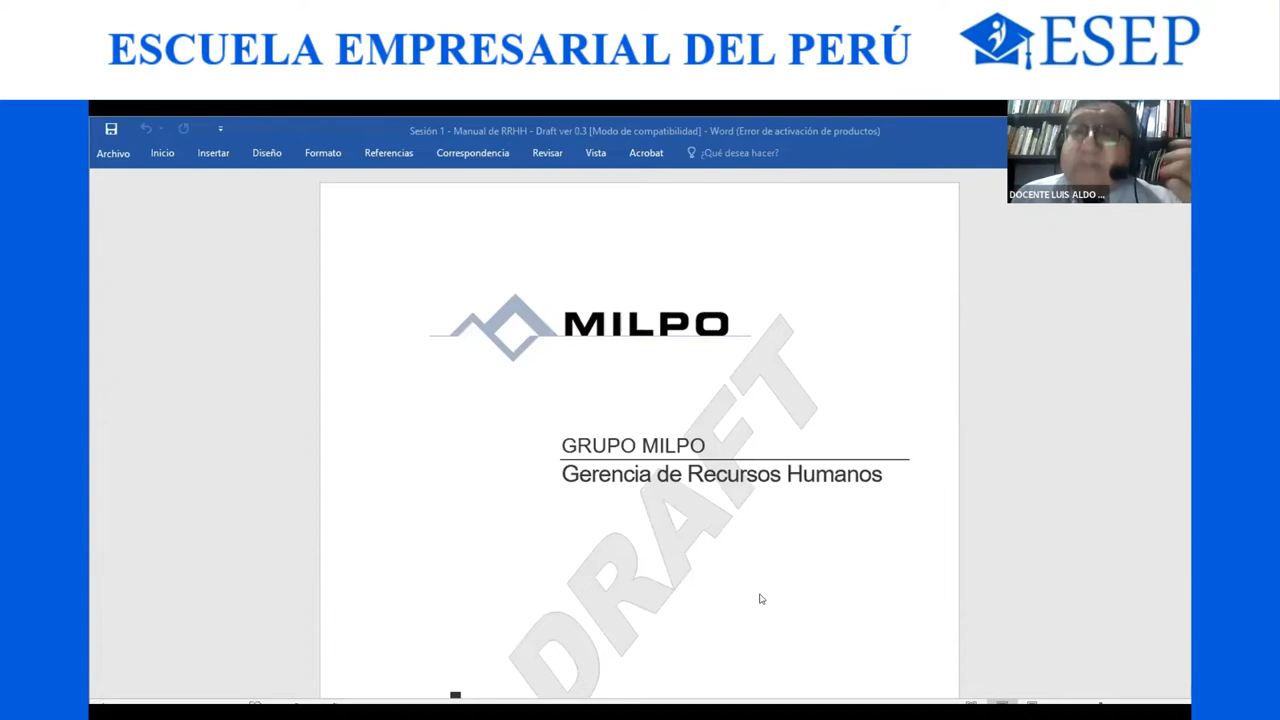 ESCUELA EMPRESARIAL DEL PERÚ
ESEP
Sesión 1 - Manual de RRHH - Draft ver 0.3 [Modo de compatibilidad] - Word (Error de activación de productos)
Archivo Inicio Insertar Diseño Formato Referencias Correspondencia Revisar Vista Acrobat ¿Qué desea hacer?
DOCENTE LUIS ALDO ...
MILPO
GRUPO MILPO
Gerencia de Recursos Humanos
DRAFT